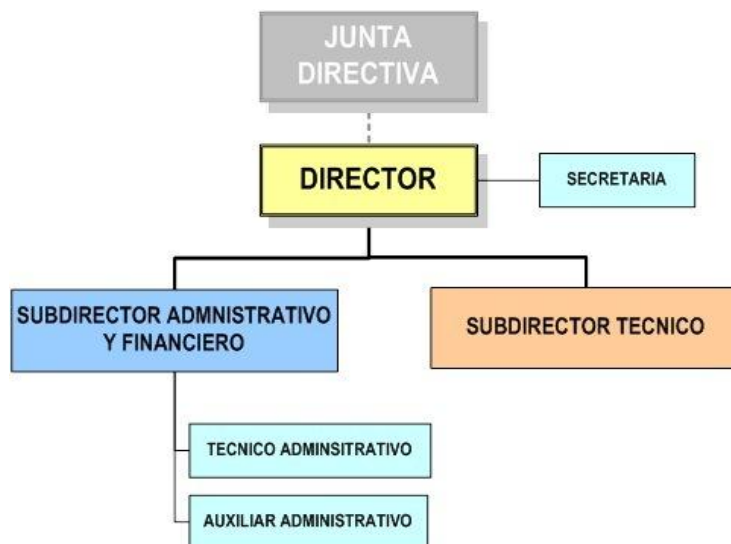 JUNTA
DIRECTIVA
DIRECTOR
SECRETARIA
SUBDIRECTOR ADMNISTRATIVO
Y FINANCIERO
SUBDIRECTOR TECNICO
TECNICO ADMINSITRATIVO
AUXILIAR ADMINISTRATIVO